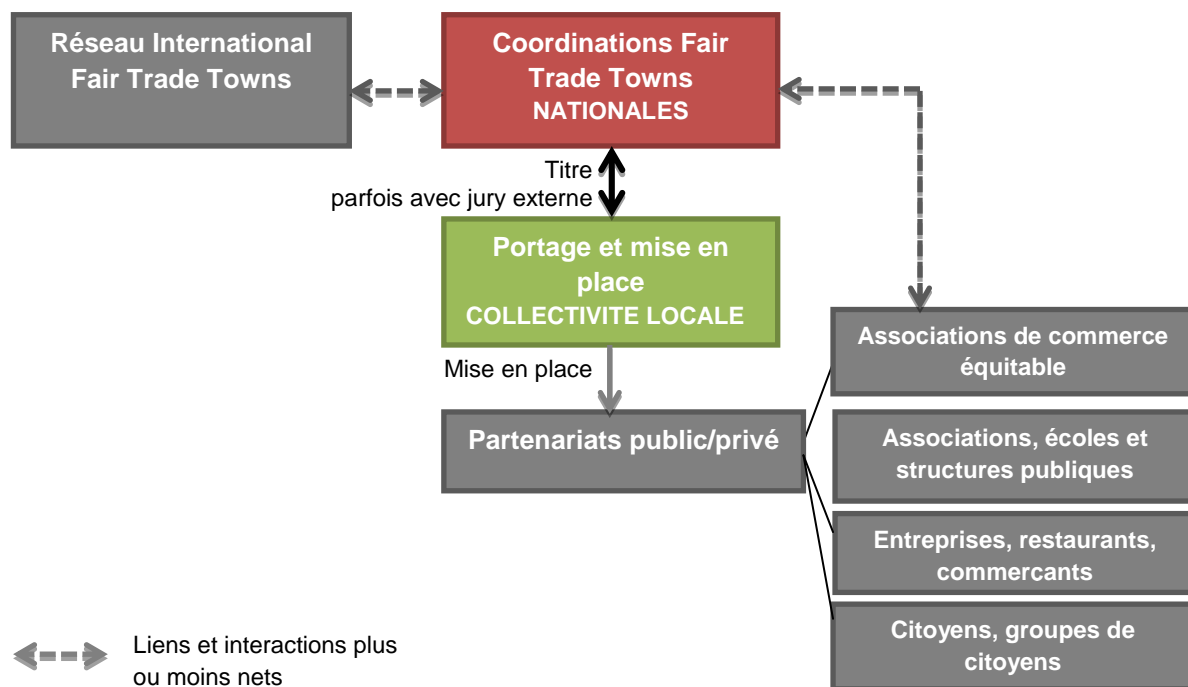 Réseau International
Fair Trade Towns
Coordinations Fair
Trade Towns
NATIONALES
Titre
parfois avec jury externe
Portage et mise en
place
COLLECTIVITE LOCALE
Mise en place
Partenariats public/privé
Associations de commerce
équitable
Associations, écoles et
structures publiques
Entreprises, restaurants,
commercants
Citoyens, groupes de
citoyens
Liens et interactions plus
ou moins nets